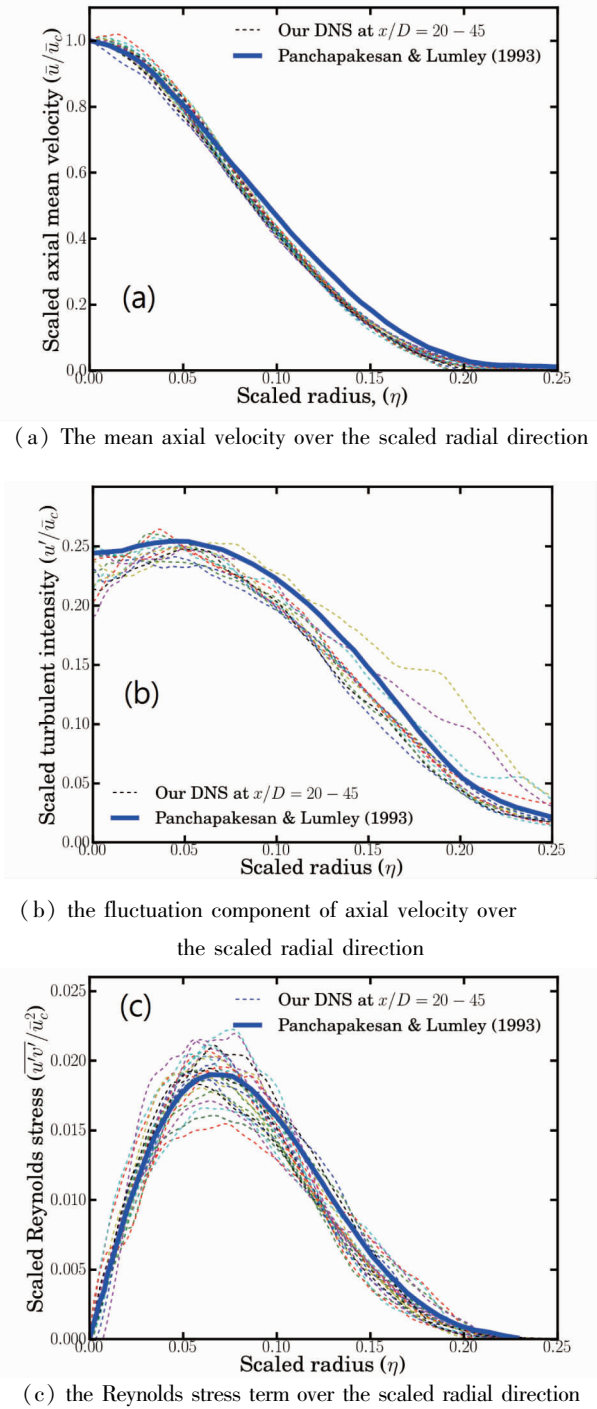 Our DNS at x/D = 20 − 45
Panchapakesan & Lumley (1993)
Scaled axial mean velocity (ū/ū_c)
1.0
0.8
0.6
0.4
0.2
0.0
(a)
0.00 0.05 0.10 0.15 0.20 0.25
Scaled radius, (η)
(a) The mean axial velocity over the scaled radial direction
Scaled turbulent intensity (u′/ū_c)
0.25
0.20
0.15
0.10
0.05
0.00
(b)
Our DNS at x/D = 20 − 45
Panchapakesan & Lumley (1993)
0.00 0.05 0.10 0.15 0.20 0.25
Scaled radius (η)
(b) the fluctuation component of axial velocity over
the scaled radial direction
(c)
Our DNS at x/D = 20 − 45
Panchapakesan & Lumley (1993)
Scaled Reynolds stress (u′v′/ū_c²)
0.025
0.020
0.015
0.010
0.005
0.000
0.00 0.05 0.10 0.15 0.20 0.25
Scaled radius (η)
(c) the Reynolds stress term over the scaled radial direction